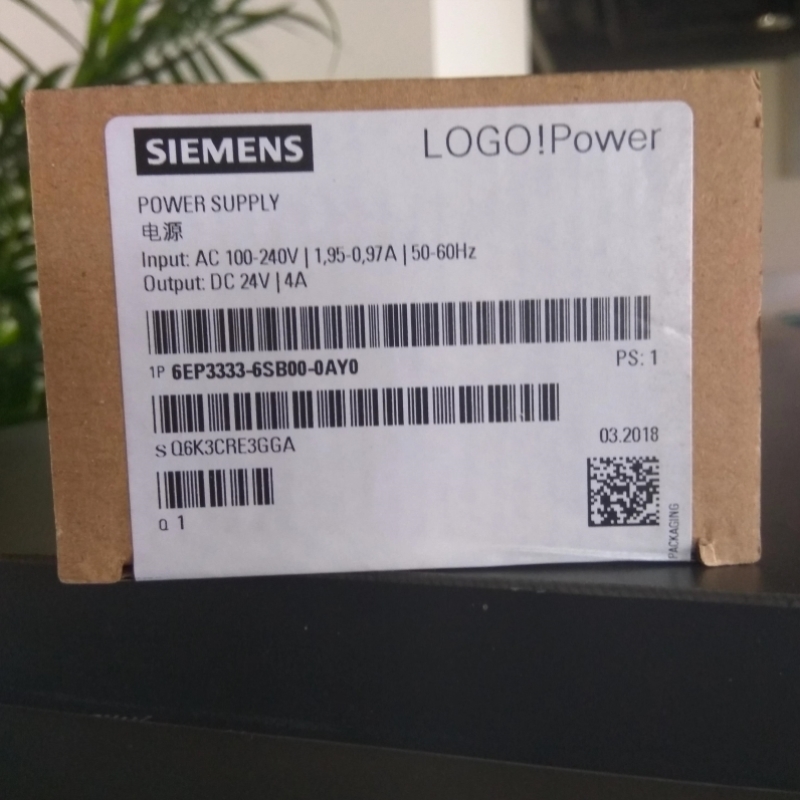 SIEMENS
LOGO!Power
POWER SUPPLY
电源
Input: AC 100-240V | 1,95-0,97A | 50-60Hz
Output: DC 24V | 4A
1P 6EP3333-6SB00-0AY0
PS: 1
S Q6K3CRE3GGA
03.2018
Q 1
PACKAGING